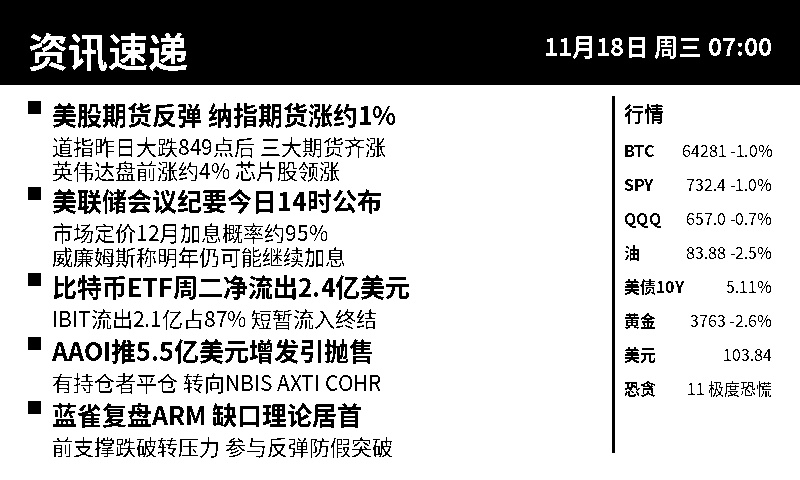 资讯速递
11月18日 周三 07:00
美股期货反弹 纳指期货涨约1%
道指昨日大跌849点后 三大期货齐涨
英伟达盘前涨约4% 芯片股领涨
美联储会议纪要今日14时公布
市场定价12月加息概率约95%
威廉姆斯称明年仍可能继续加息
比特币ETF周二净流出2.4亿美元
IBIT流出2.1亿占87% 短暂流入终结
AAOI推5.5亿美元增发引抛售
有持仓者平仓 转向NBIS AXTI COHR
蓝雀复盘ARM 缺口理论居首
前支撑跌破转压力 参与反弹防假突破
行情
BTC 64281 -1.0%
SPY 732.4 -1.0%
QQQ 657.0 -0.7%
油 83.88 -2.5%
美债10Y 5.11%
黄金 3763 -2.6%
美元 103.84
恐贪 11 极度恐慌